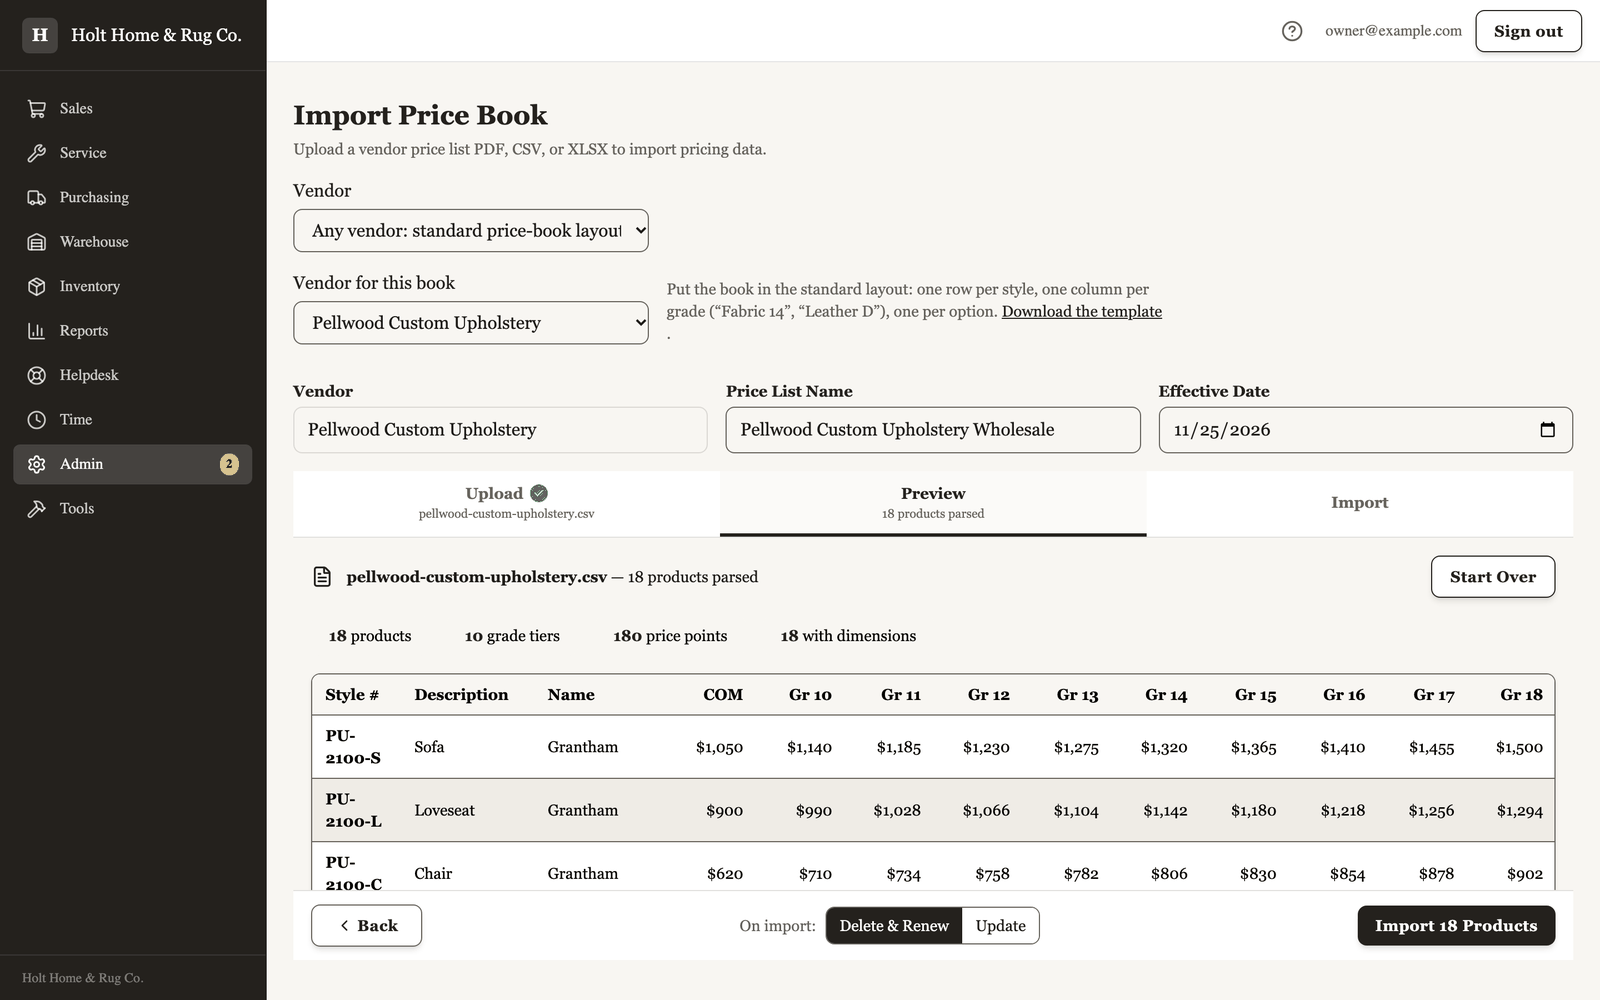 H
Holt Home & Rug Co.
owner@example.com
Sign out
Sales
Service
Purchasing
Warehouse
Inventory
Reports
Helpdesk
Time
Admin 2
Tools
Holt Home & Rug Co.
Import Price Book
Upload a vendor price list PDF, CSV, or XLSX to import pricing data.
Vendor
Any vendor: standard price-book layout
Vendor for this book
Pellwood Custom Upholstery
Put the book in the standard layout: one row per style, one column per
grade (“Fabric 14”, “Leather D”), one per option. Download the template
.
Vendor
Pellwood Custom Upholstery
Price List Name
Pellwood Custom Upholstery Wholesale
Effective Date
11/25/2026
Upload
pellwood-custom-upholstery.csv
Preview
18 products parsed
Import
pellwood-custom-upholstery.csv — 18 products parsed
Start Over
18 products 10 grade tiers 180 price points 18 with dimensions
Style # Description Name COM Gr 10 Gr 11 Gr 12 Gr 13 Gr 14 Gr 15 Gr 16 Gr 17 Gr 18
PU-
2100-S Sofa Grantham $1,050 $1,140 $1,185 $1,230 $1,275 $1,320 $1,365 $1,410 $1,455 $1,500
PU-
2100-L Loveseat Grantham $900 $990 $1,028 $1,066 $1,104 $1,142 $1,180 $1,218 $1,256 $1,294
PU-
2100-C Chair Grantham $620 $710 $734 $758 $782 $806 $830 $854 $878 $902
Back
On import: Delete & Renew Update
Import 18 Products